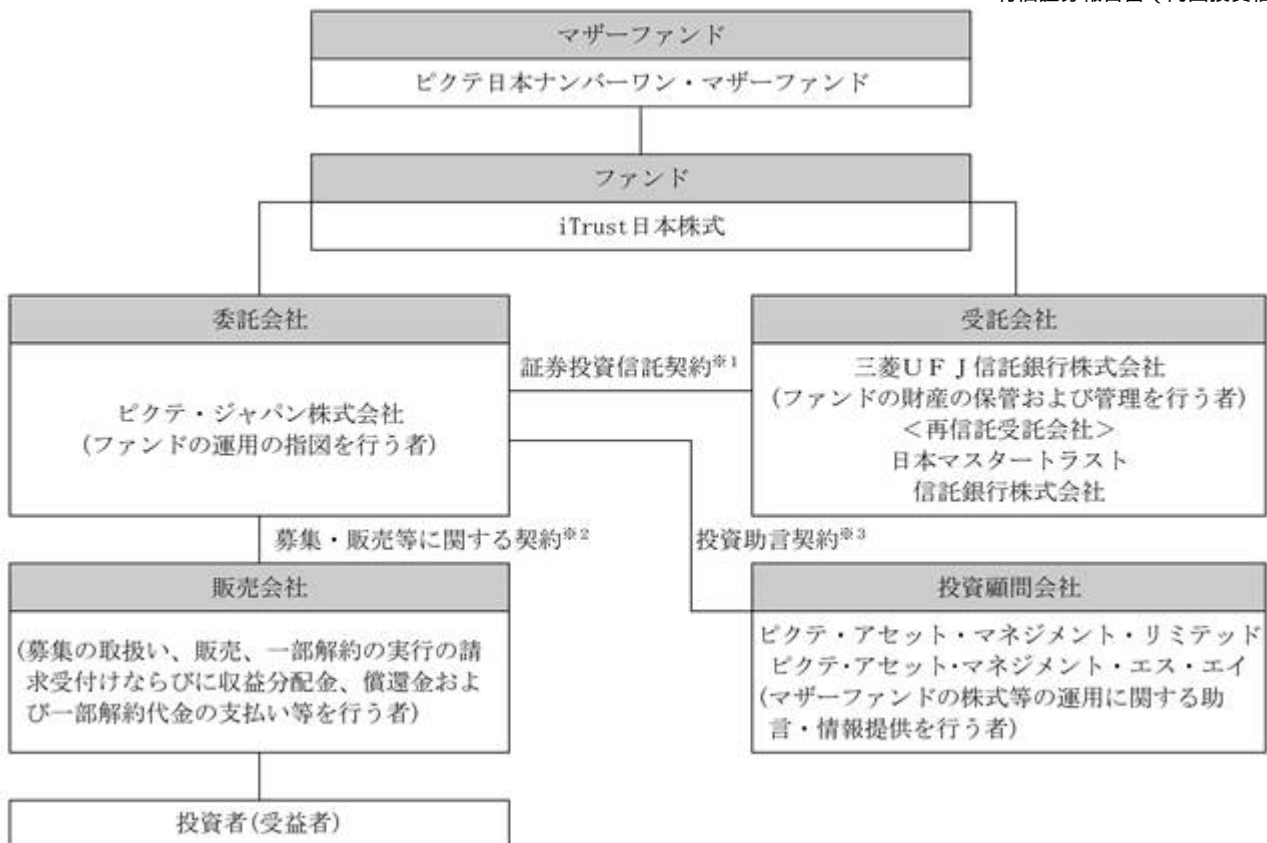 マザーファンド
ピクテ日本ナンバーワン・マザーファンド
ファンド
iTrust日本株式
委託会社
ピクテ・ジャパン株式会社
(ファンドの運用の指図を行う者)
証券投資信託契約※1
受託会社
三菱UFJ信託銀行株式会社
(ファンドの財産の保管および管理を行う者)
<再信託受託会社>
日本マスタートラスト
信託銀行株式会社
募集・販売等に関する契約※2
投資助言契約※3
販売会社
(募集の取扱い、販売、一部解約の実行の請
求受付けならびに収益分配金、償還金およ
び一部解約代金の支払い等を行う者)
投資顧問会社
ピクテ・アセット・マネジメント・リミテッド
ピクテ・アセット・マネジメント・エス・エイ
(マザーファンドの株式等の運用に関する助
言・情報提供を行う者)
投資者(受益者)